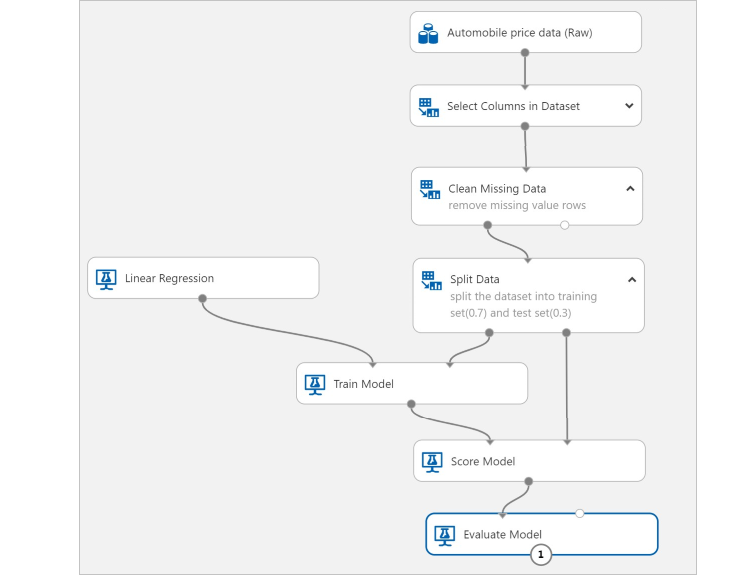 Automobile price data (Raw)
Select Columns in Dataset
Clean Missing Data
remove missing value rows
Linear Regression
Split Data
split the dataset into training
set(0.7) and test set(0.3)
Train Model
Score Model
Evaluate Model
1